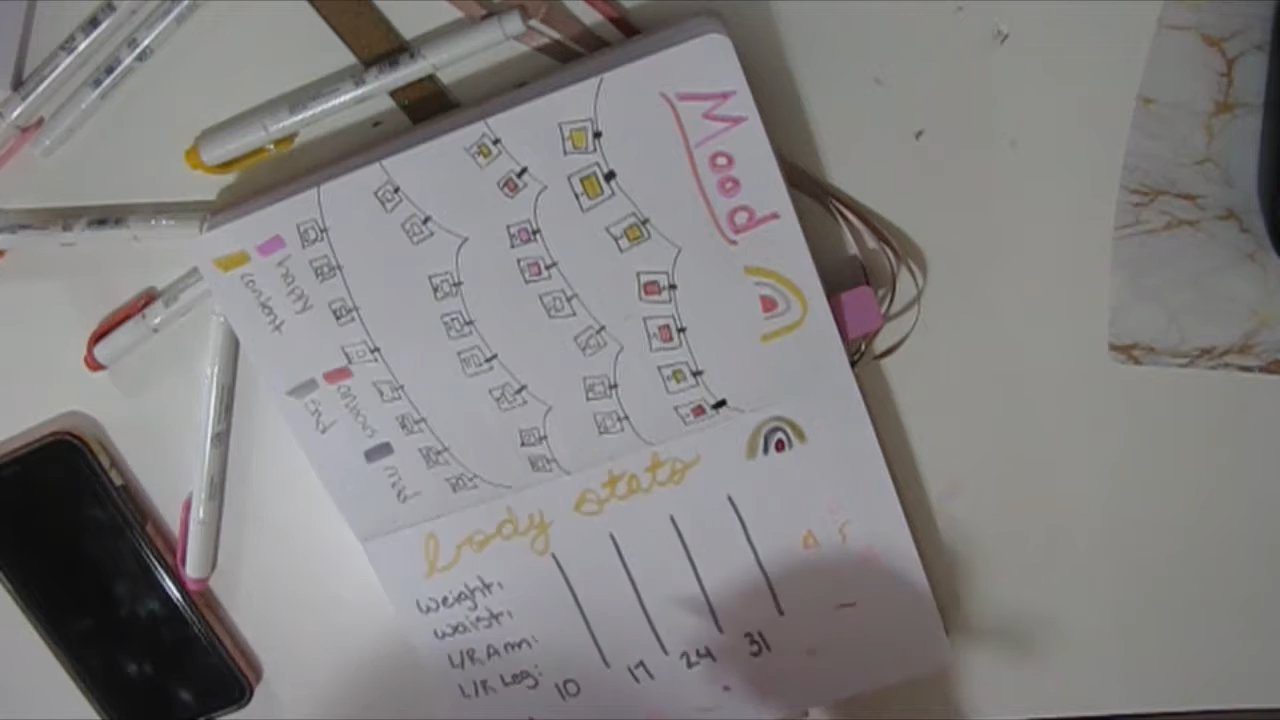 Mood
happy
content
anxious
sad
mad
body stats
Weight:
Waist:
L/R Arm:
L/R Leg:
10 17 24 31